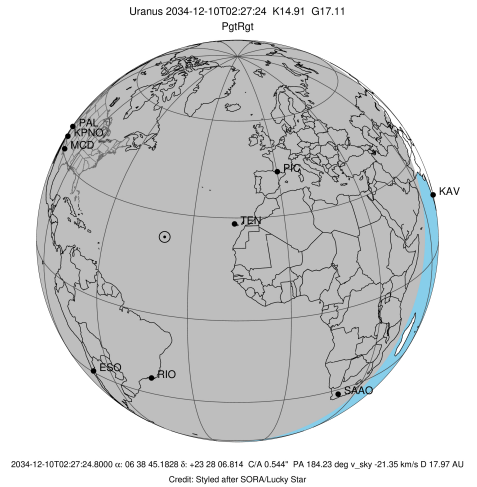 Uranus 2034-12-10T02:27:24 K14.91 G17.11
PgtRgt
PAL
KPNO
MCD
PIC
KAV
TEN
ESO
RIO
SAAO
2034-12-10T02:27:24.8000 α: 06 38 45.1828 δ: +23 28 06.814 C/A 0.544" PA 184.23 deg v_sky -21.35 km/s D 17.97 AU
Credit: Styled after SORA/Lucky Star